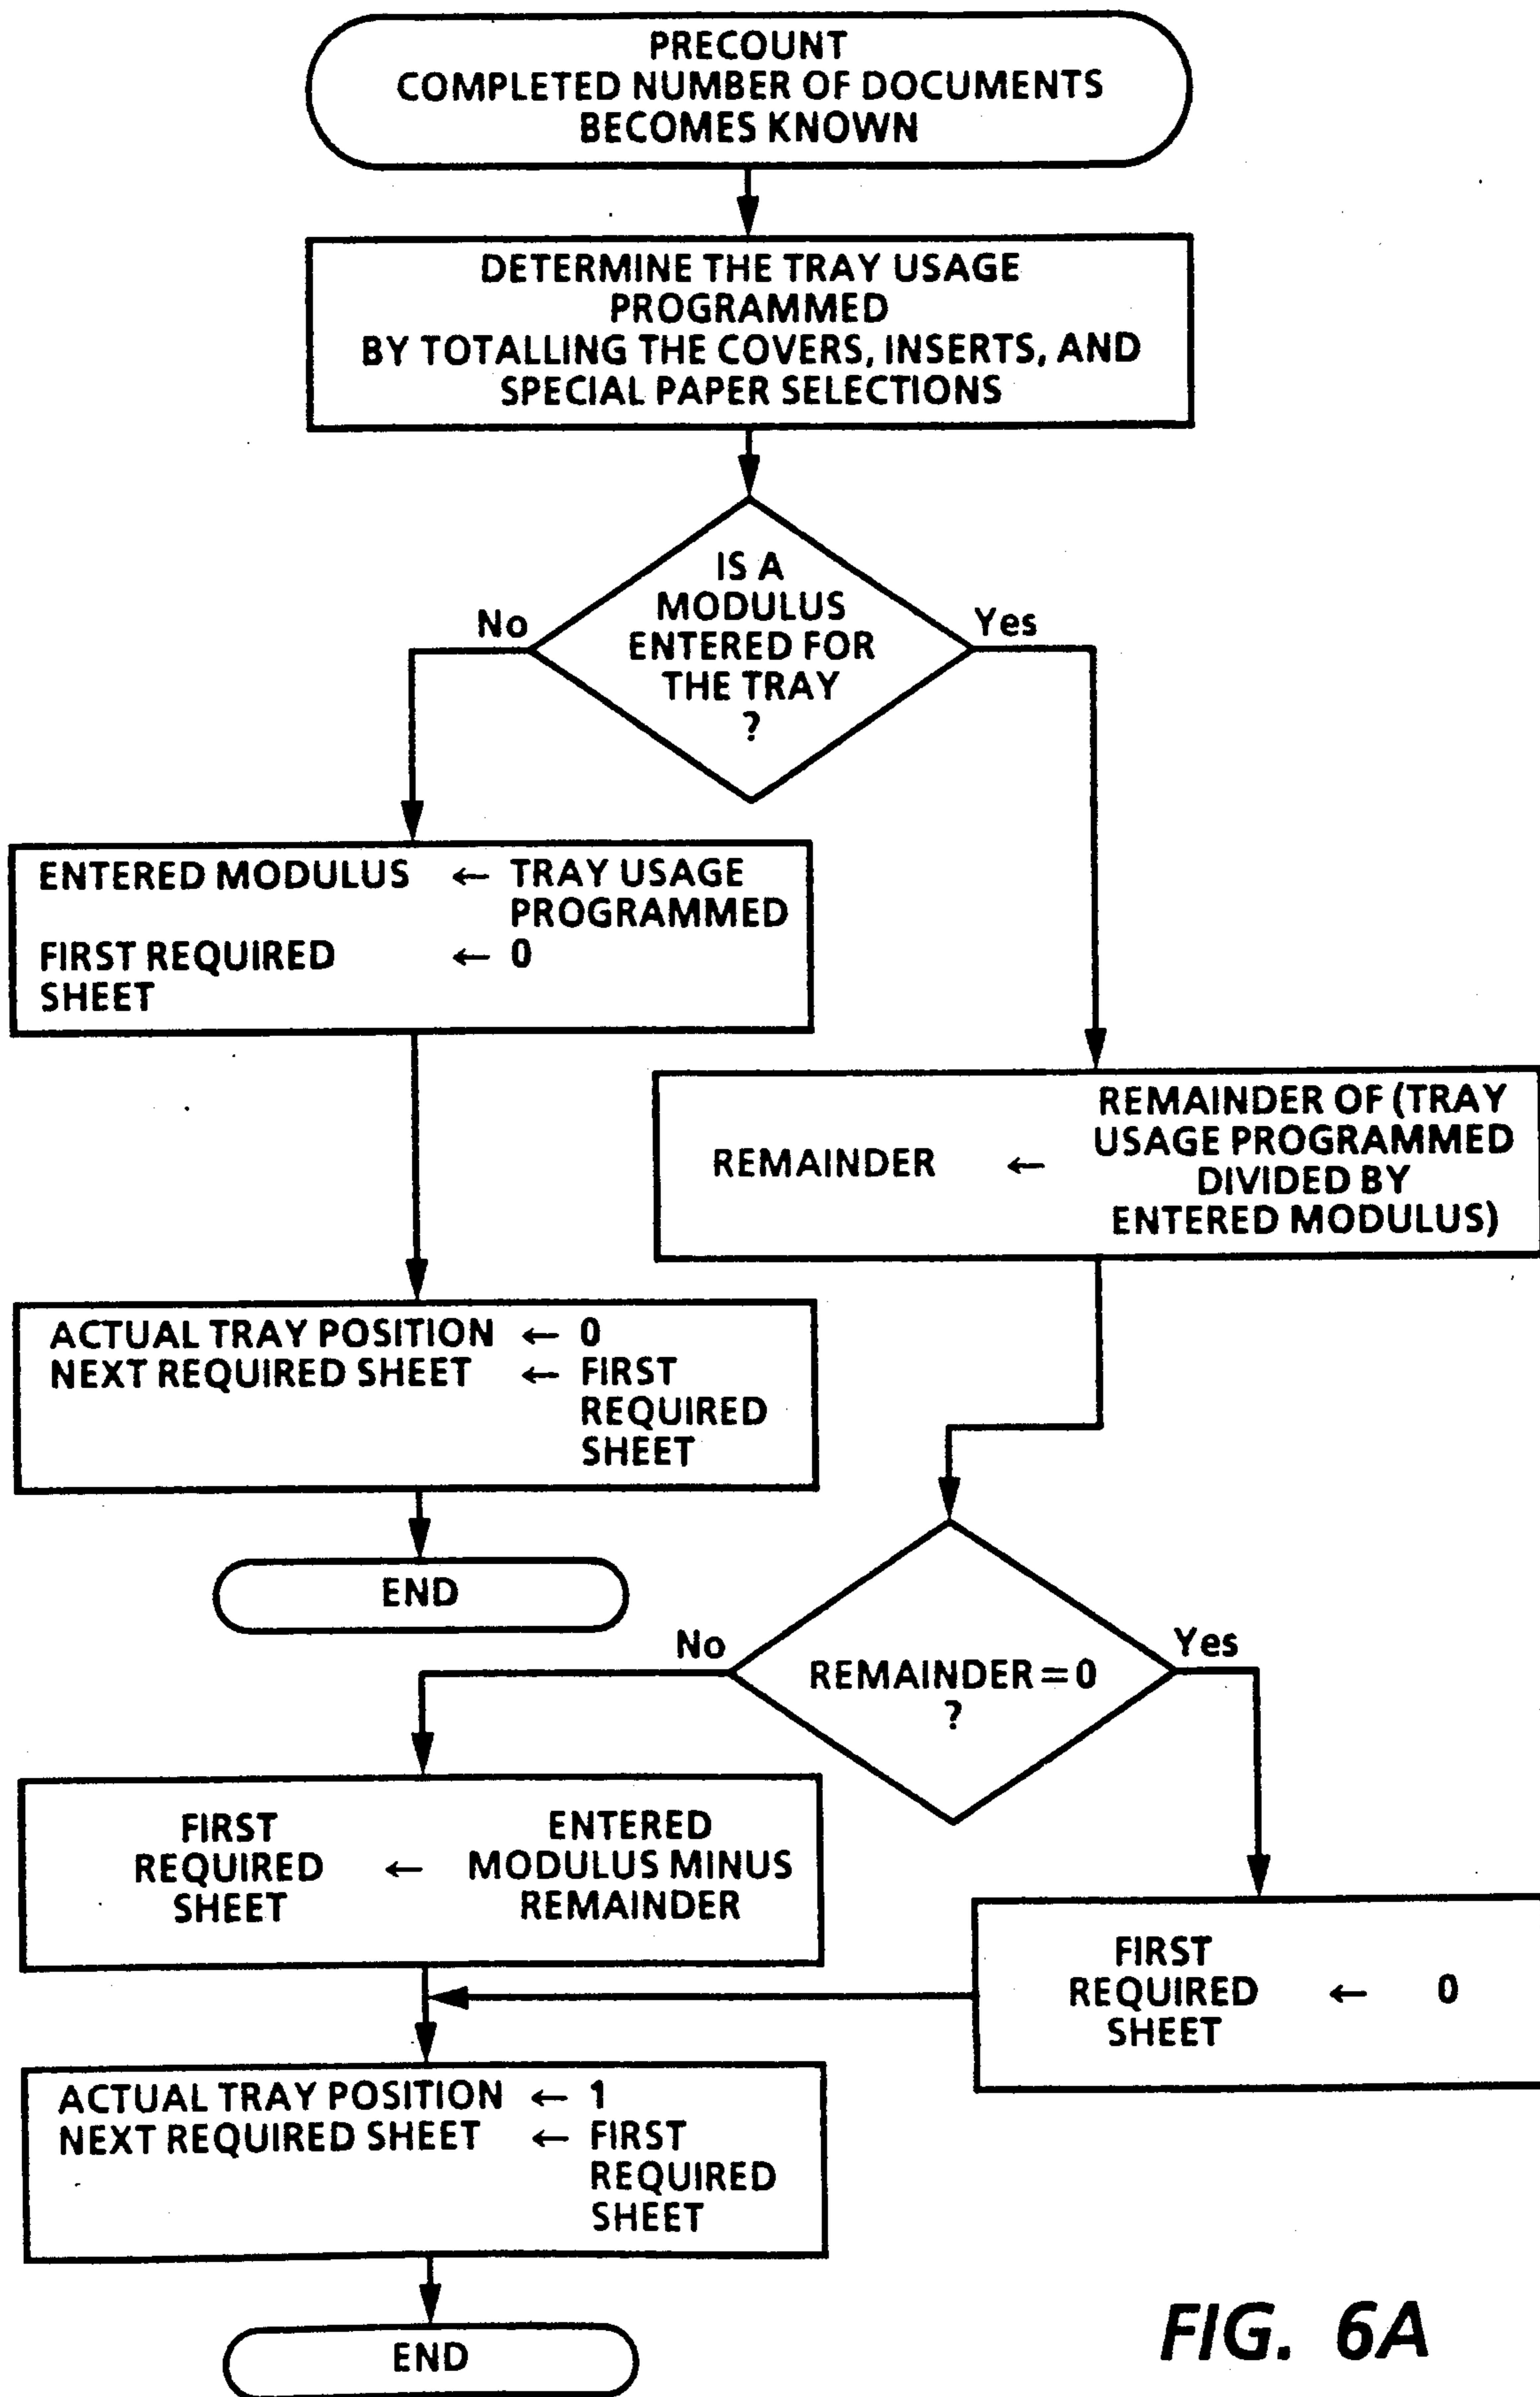 PRECOUNT
COMPLETED NUMBER OF DOCUMENTS
BECOMES KNOWN
DETERMINE THE TRAY USAGE
PROGRAMMED
BY TOTALLING THE COVERS, INSERTS, AND
SPECIAL PAPER SELECTIONS
IS A
MODULUS
ENTERED FOR
THE TRAY
?
No
Yes
ENTERED MODULUS ← TRAY USAGE
PROGRAMMED
FIRST REQUIRED ← 0
SHEET
REMAINDER OF (TRAY
USAGE PROGRAMMED
REMAINDER ←
DIVIDED BY
ENTERED MODULUS)
ACTUAL TRAY POSITION ← 0
NEXT REQUIRED SHEET ← FIRST
REQUIRED
SHEET
END
REMAINDER = 0
?
No
Yes
FIRST
REQUIRED
SHEET
←
ENTERED
MODULUS MINUS
REMAINDER
FIRST
REQUIRED
SHEET
← 0
ACTUAL TRAY POSITION ← 1
NEXT REQUIRED SHEET ← FIRST
REQUIRED
SHEET
END
FIG. 6A